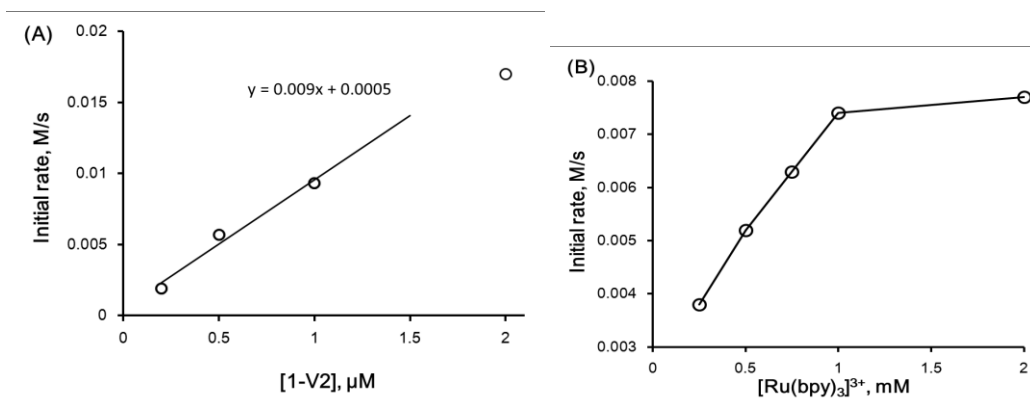 (A)
0.02
0.015
0.01
0.005
0
y = 0.009x + 0.0005
Initial rate, M/s
0 0.5 1 1.5 2
[1-V2], µM
(B)
0.008
0.007
0.006
0.005
0.004
0.003
Initial rate, M/s
0 0.5 1 1.5 2
[Ru(bpy)₃]³⁺, mM